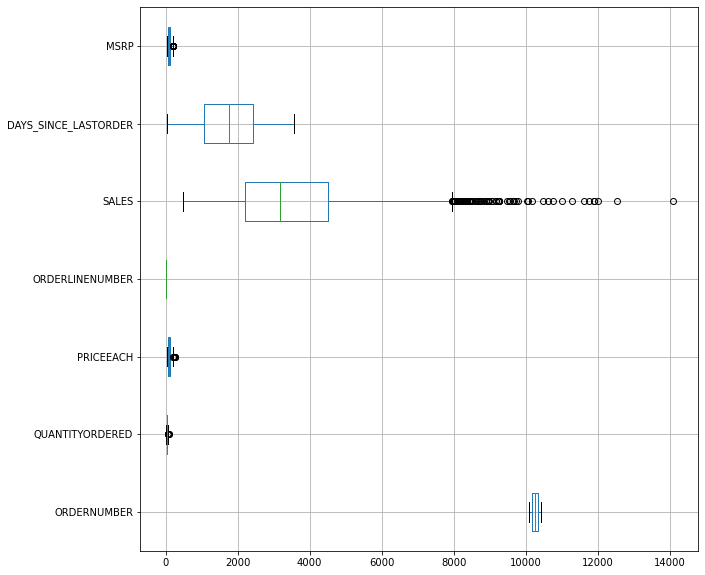 MSRP
DAYS_SINCE_LASTORDER
SALES
ORDERLINENUMBER
PRICEEACH
QUANTITYORDERED
ORDERNUMBER
0 2000 4000 6000 8000 10000 12000 14000